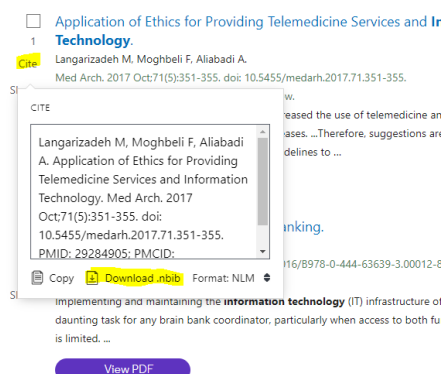 Application of Ethics for Providing Telemedicine Services and
Technology.
1
Langarizadeh M, Moghbeli F, Aliabadi A.
Cite
Med Arch. 2017 Oct;71(5):351-355. doi: 10.5455/medarh.2017.71.351-355.
CITE
reased the use of telemedicine an
ases. ...Therefore, suggestions are
delines to ...
Langarizadeh M, Moghbeli F, Aliabadi
A. Application of Ethics for Providing
Telemedicine Services and Information
Technology. Med Arch. 2017
Oct;71(5):351-355. doi:
10.5455/medarh.2017.71.351-355.
PMID: 29284905; PMCID:
anking.
016/B978-0-444-63639-3.00012-8
Copy Download .nbib Format: NLM
Implementing and maintaining the information technology (IT) infrastructure of
daunting task for any brain bank coordinator, particularly when access to both fu
is limited. ...
View PDF